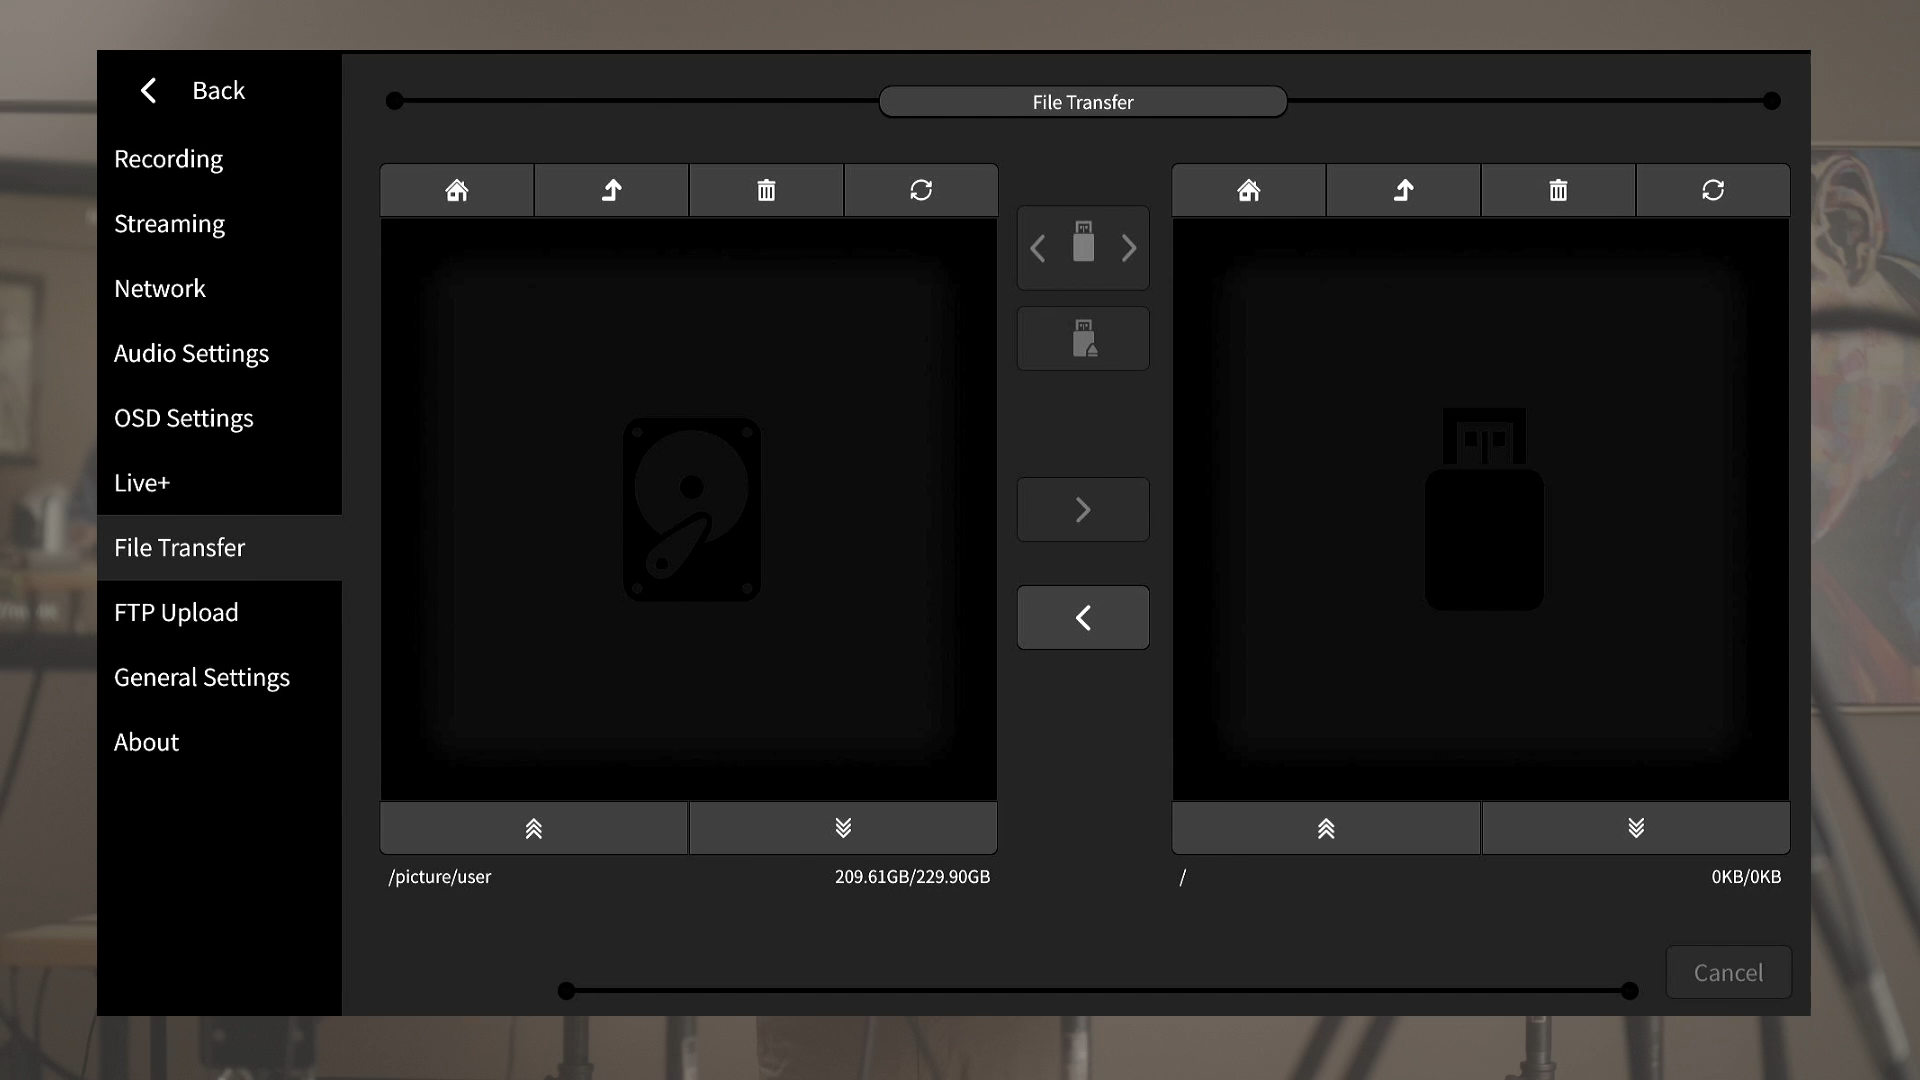 Back
Recording
Streaming
Network
Audio Settings
OSD Settings
Live+
File Transfer
FTP Upload
General Settings
About
File Transfer
/picture/user
209.61GB/229.90GB
/
0KB/0KB
Cancel